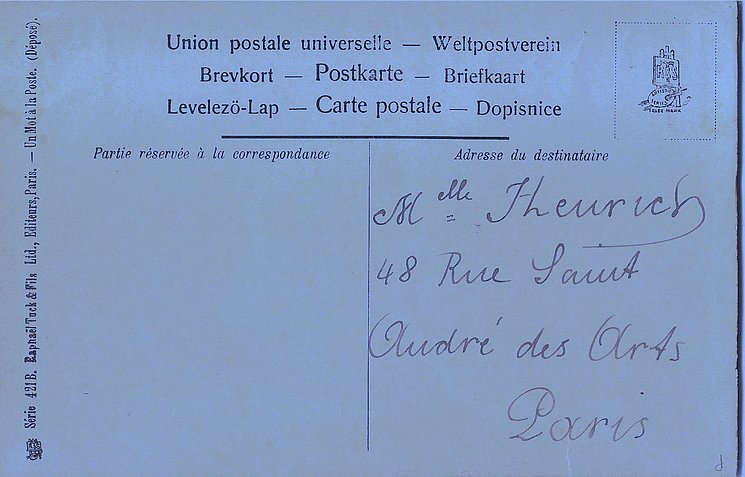 Union postale universelle — Weltpostverein
Brevkort — Postkarte — Briefkaart
Levelezö-Lap — Carte postale — Dopisnice
Partie réservée à la correspondance
Adresse du destinataire
Mlle
48 Rue Saint
André des Arts
Paris
Série 421 B. Raphaël Tuck & Fils Ltd., Editeurs, Paris. — Un Mot à la Poste. (Déposé).